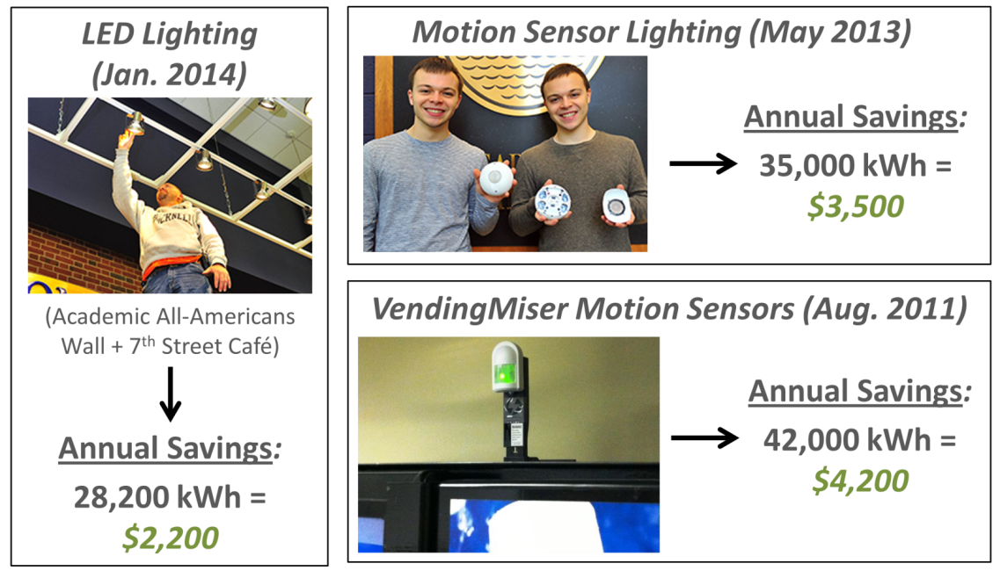 LED Lighting
(Jan. 2014)
(Academic All-Americans
Wall + 7th Street Café)
Annual Savings:
28,200 kWh =
$2,200
Motion Sensor Lighting (May 2013)
Annual Savings:
35,000 kWh =
$3,500
VendingMiser Motion Sensors (Aug. 2011)
Annual Savings:
42,000 kWh =
$4,200